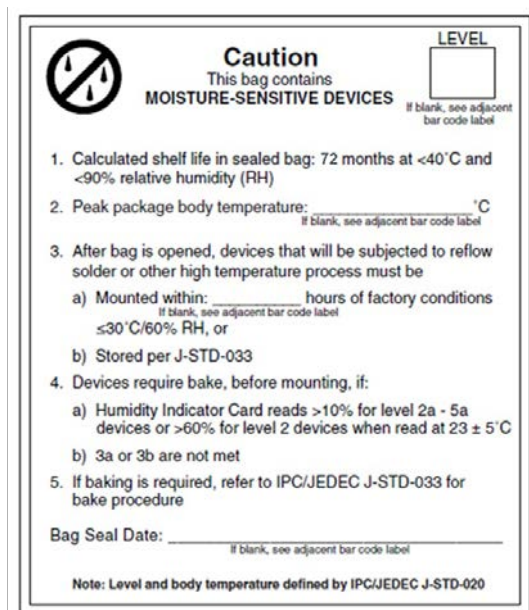 LEVEL
Caution
This bag contains
MOISTURE-SENSITIVE DEVICES
If blank, see adjacent
bar code label
1. Calculated shelf life in sealed bag: 72 months at <40°C and
<90% relative humidity (RH)
2. Peak package body temperature: ____________________°C
If blank, see adjacent bar code label
3. After bag is opened, devices that will be subjected to reflow
solder or other high temperature process must be
a) Mounted within: __________ hours of factory conditions
If blank, see adjacent bar code label
≤30°C/60% RH, or
b) Stored per J-STD-033
4. Devices require bake, before mounting, if:
a) Humidity Indicator Card reads >10% for level 2a - 5a
devices or >60% for level 2 devices when read at 23 ± 5°C
b) 3a or 3b are not met
5. If baking is required, refer to IPC/JEDEC J-STD-033 for
bake procedure
Bag Seal Date: ____________________
If blank, see adjacent bar code label
Note: Level and body temperature defined by IPC/JEDEC J-STD-020